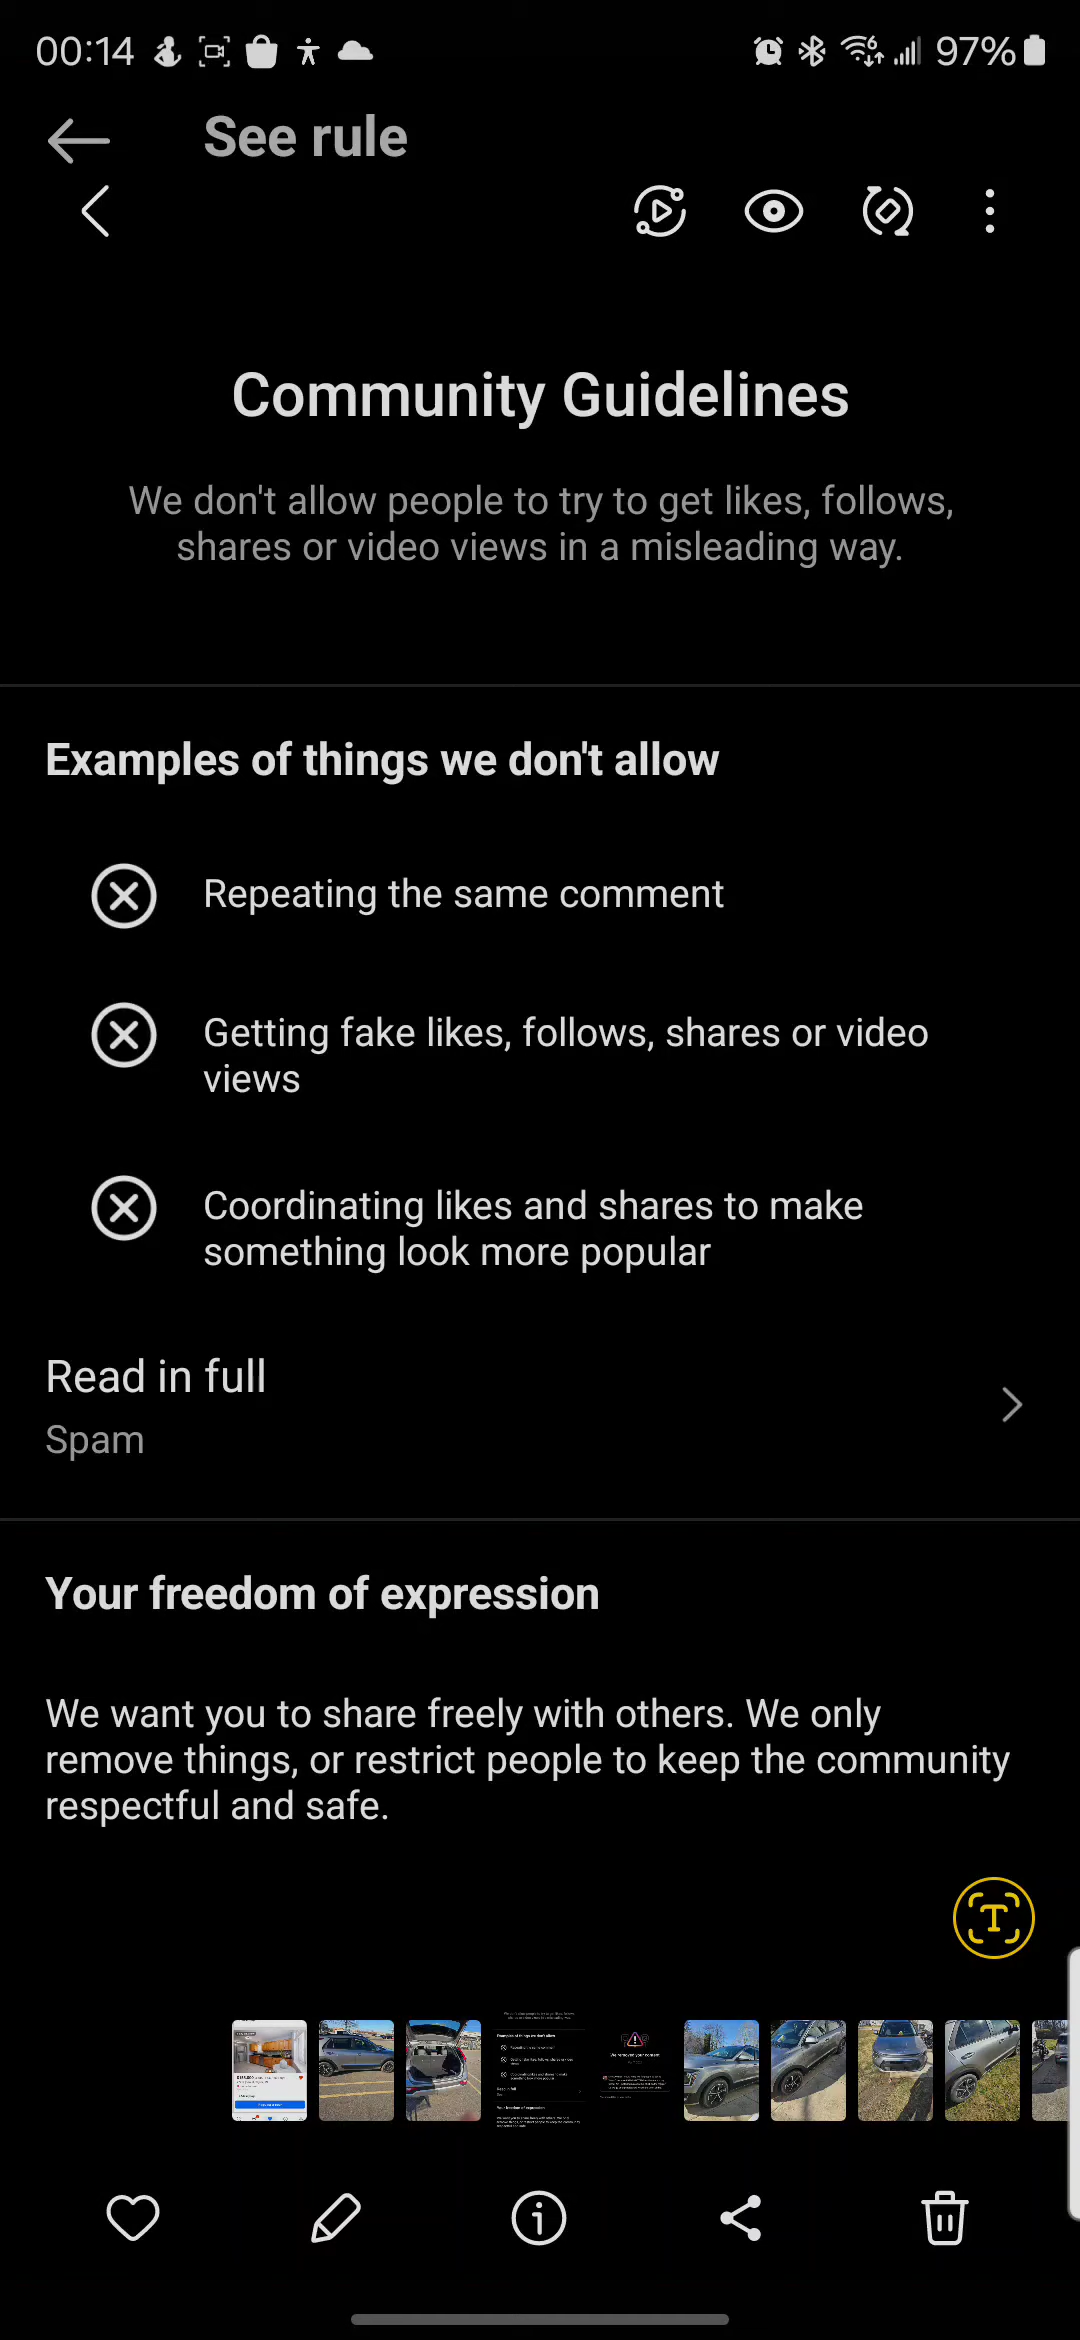 00:14
97%
See rule
Community Guidelines
We don't allow people to try to get likes, follows,
shares or video views in a misleading way.
Examples of things we don't allow
Repeating the same comment
Getting fake likes, follows, shares or video
views
Coordinating likes and shares to make
something look more popular
Read in full
Spam
Your freedom of expression
We want you to share freely with others. We only
remove things, or restrict people to keep the community
respectful and safe.
T